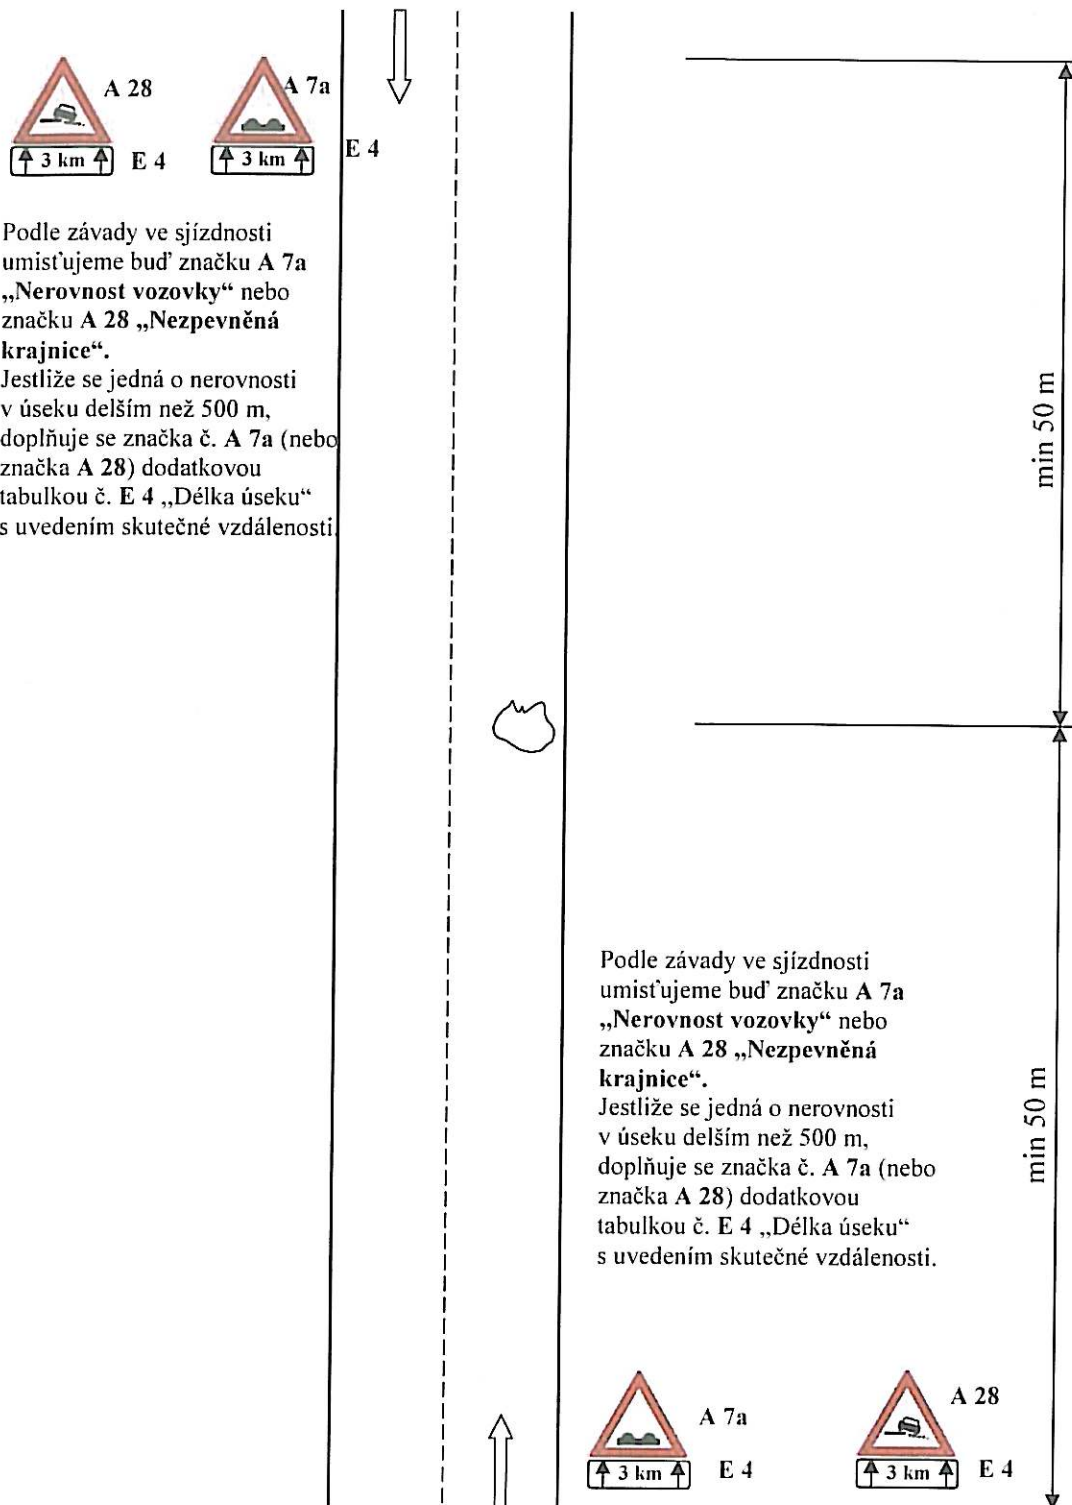 A 28
A 7a
3 km
E 4
3 km
E 4
Podle závady ve sjízdnosti
umisťujeme buď značku A 7a
„Nerovnost vozovky“ nebo
značku A 28 „Nezpevněná
krajnice“.
Jestliže se jedná o nerovnosti
v úseku delším než 500 m,
doplňuje se značka č. A 7a (nebo
značka A 28) dodatkovou
tabulkou č. E 4 „Délka úseku“
s uvedením skutečné vzdálenosti.
min 50 m
Podle závady ve sjízdnosti
umisťujeme buď značku A 7a
„Nerovnost vozovky“ nebo
značku A 28 „Nezpevněná
krajnice“.
Jestliže se jedná o nerovnosti
v úseku delším než 500 m,
doplňuje se značka č. A 7a (nebo
značka A 28) dodatkovou
tabulkou č. E 4 „Délka úseku“
s uvedením skutečné vzdálenosti.
min 50 m
A 7a
A 28
3 km
E 4
3 km
E 4